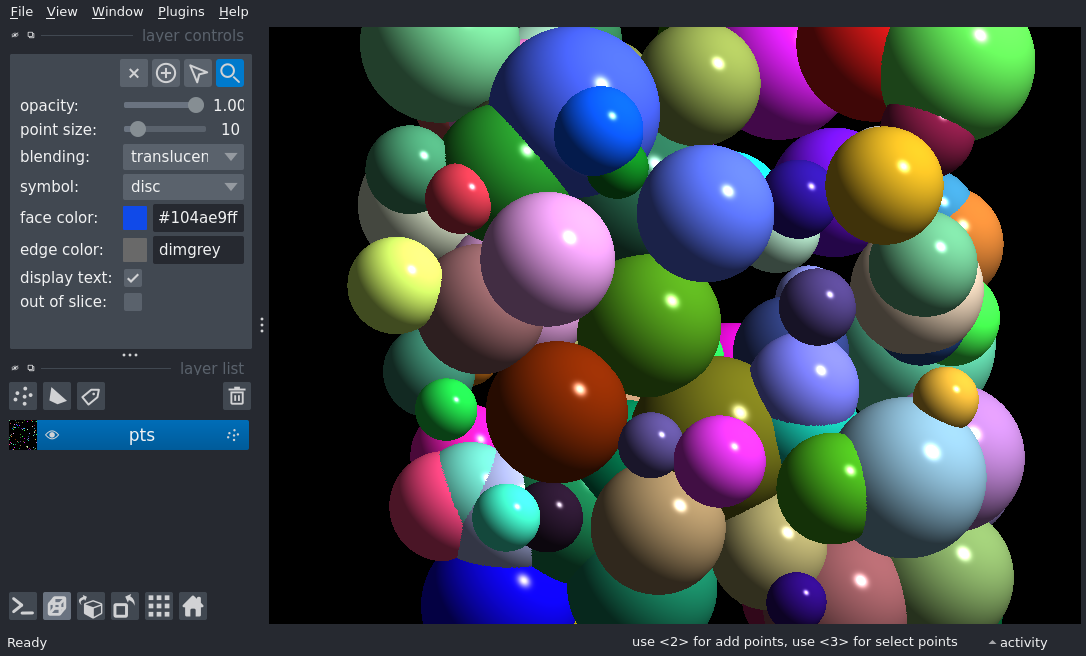 File View Window Plugins Help
layer controls
opacity: 1.00
point size: 10
blending: translucen
symbol: disc
face color: #104ae9ff
edge color: dimgrey
display text:
out of slice:
layer list
pts
Ready
use <2> for add points, use <3> for select points
activity